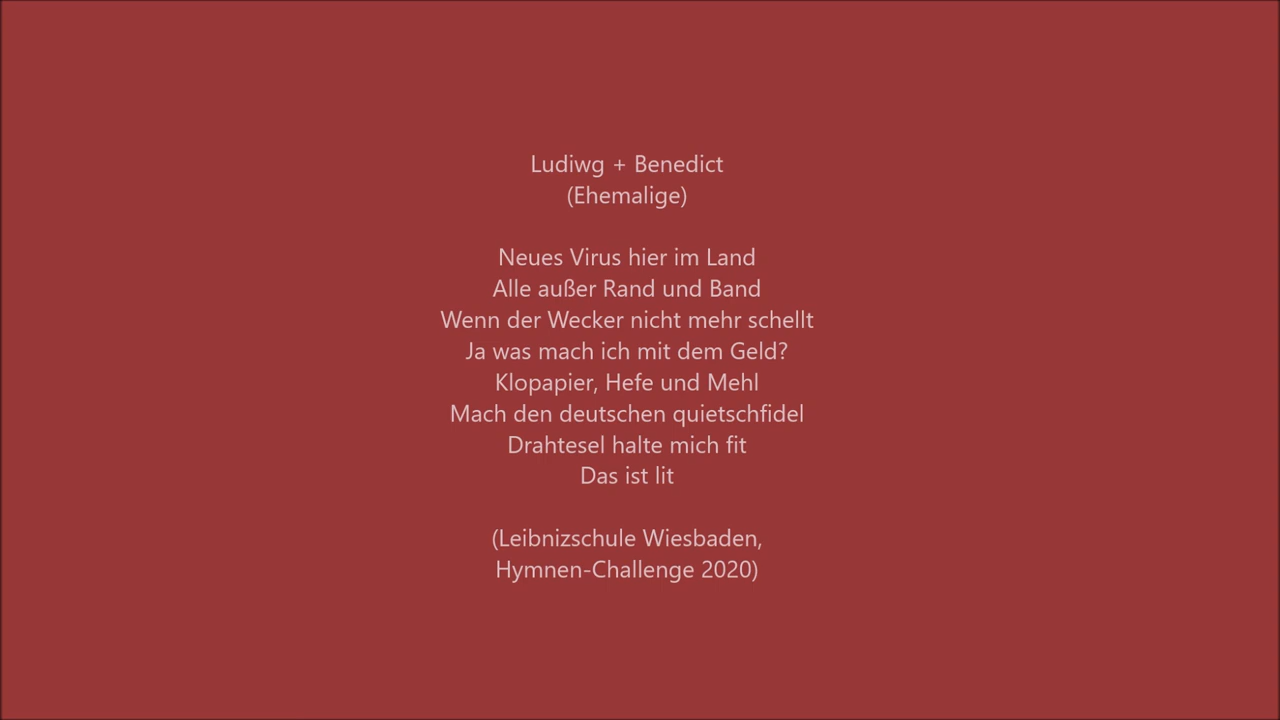 Ludiwg + Benedict
(Ehemalige)
Neues Virus hier im Land
Alle außer Rand und Band
Wenn der Wecker nicht mehr schellt
Ja was mach ich mit dem Geld?
Klopapier, Hefe und Mehl
Mach den deutschen quietschfidel
Drahtesel halte mich fit
Das ist lit
(Leibnizschule Wiesbaden,
Hymnen-Challenge 2020)